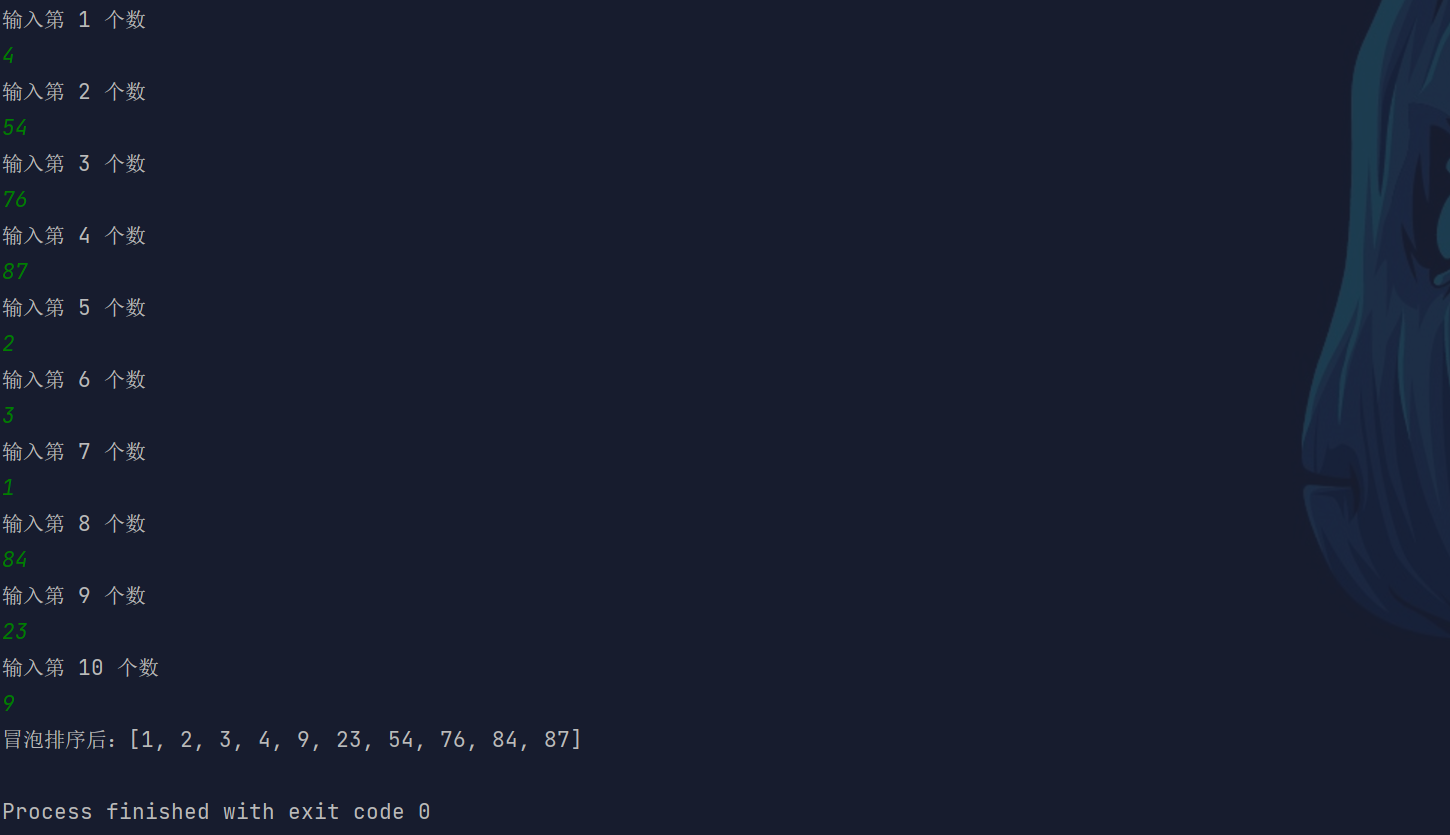 输入第 1 个数
4
输入第 2 个数
54
输入第 3 个数
76
输入第 4 个数
87
输入第 5 个数
2
输入第 6 个数
3
输入第 7 个数
1
输入第 8 个数
84
输入第 9 个数
23
输入第 10 个数
9
冒泡排序后：[1, 2, 3, 4, 9, 23, 54, 76, 84, 87]
Process finished with exit code 0